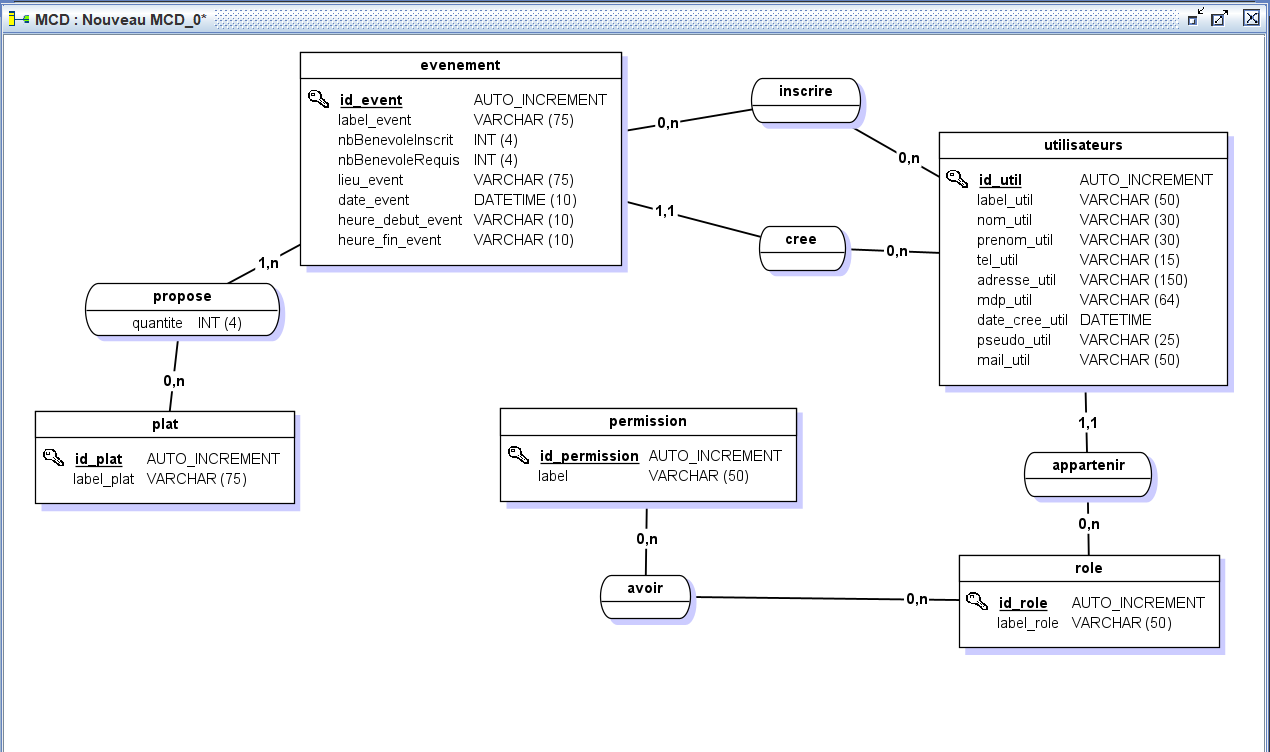 MCD : Nouveau MCD_0*
evenement
id_event AUTO_INCREMENT
label_event VARCHAR (75)
nbBenevoleInscrit INT (4)
nbBenevoleRequis INT (4)
lieu_event VARCHAR (75)
date_event DATETIME (10)
heure_debut_event VARCHAR (10)
heure_fin_event VARCHAR (10)
inscrire
0,n
0,n
utilisateurs
id_util AUTO_INCREMENT
label_util VARCHAR (50)
nom_util VARCHAR (30)
prenom_util VARCHAR (30)
tel_util VARCHAR (15)
adresse_util VARCHAR (150)
mdp_util VARCHAR (64)
date_cree_util DATETIME
pseudo_util VARCHAR (25)
mail_util VARCHAR (50)
1,1
cree
0,n
1,n
propose
quantite INT (4)
0,n
plat
id_plat AUTO_INCREMENT
label_plat VARCHAR (75)
permission
id_permission AUTO_INCREMENT
label VARCHAR (50)
0,n
avoir
0,n
1,1
appartenir
0,n
role
id_role AUTO_INCREMENT
label_role VARCHAR (50)